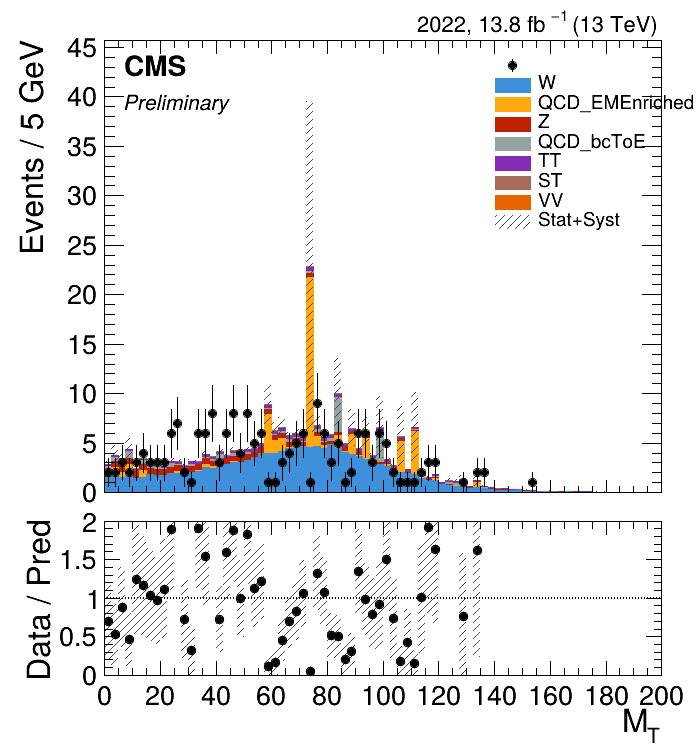 2022, 13.8 fb⁻¹ (13 TeV)
CMS
Preliminary
W
QCD_EMEnriched
Z
QCD_bcToE
TT
ST
VV
Stat+Syst
Events / 5 GeV
45
40
35
30
25
20
15
10
5
0
Data / Pred
2
1.5
1
0.5
0
0 20 40 60 80 100 120 140 160 180 200
M_T